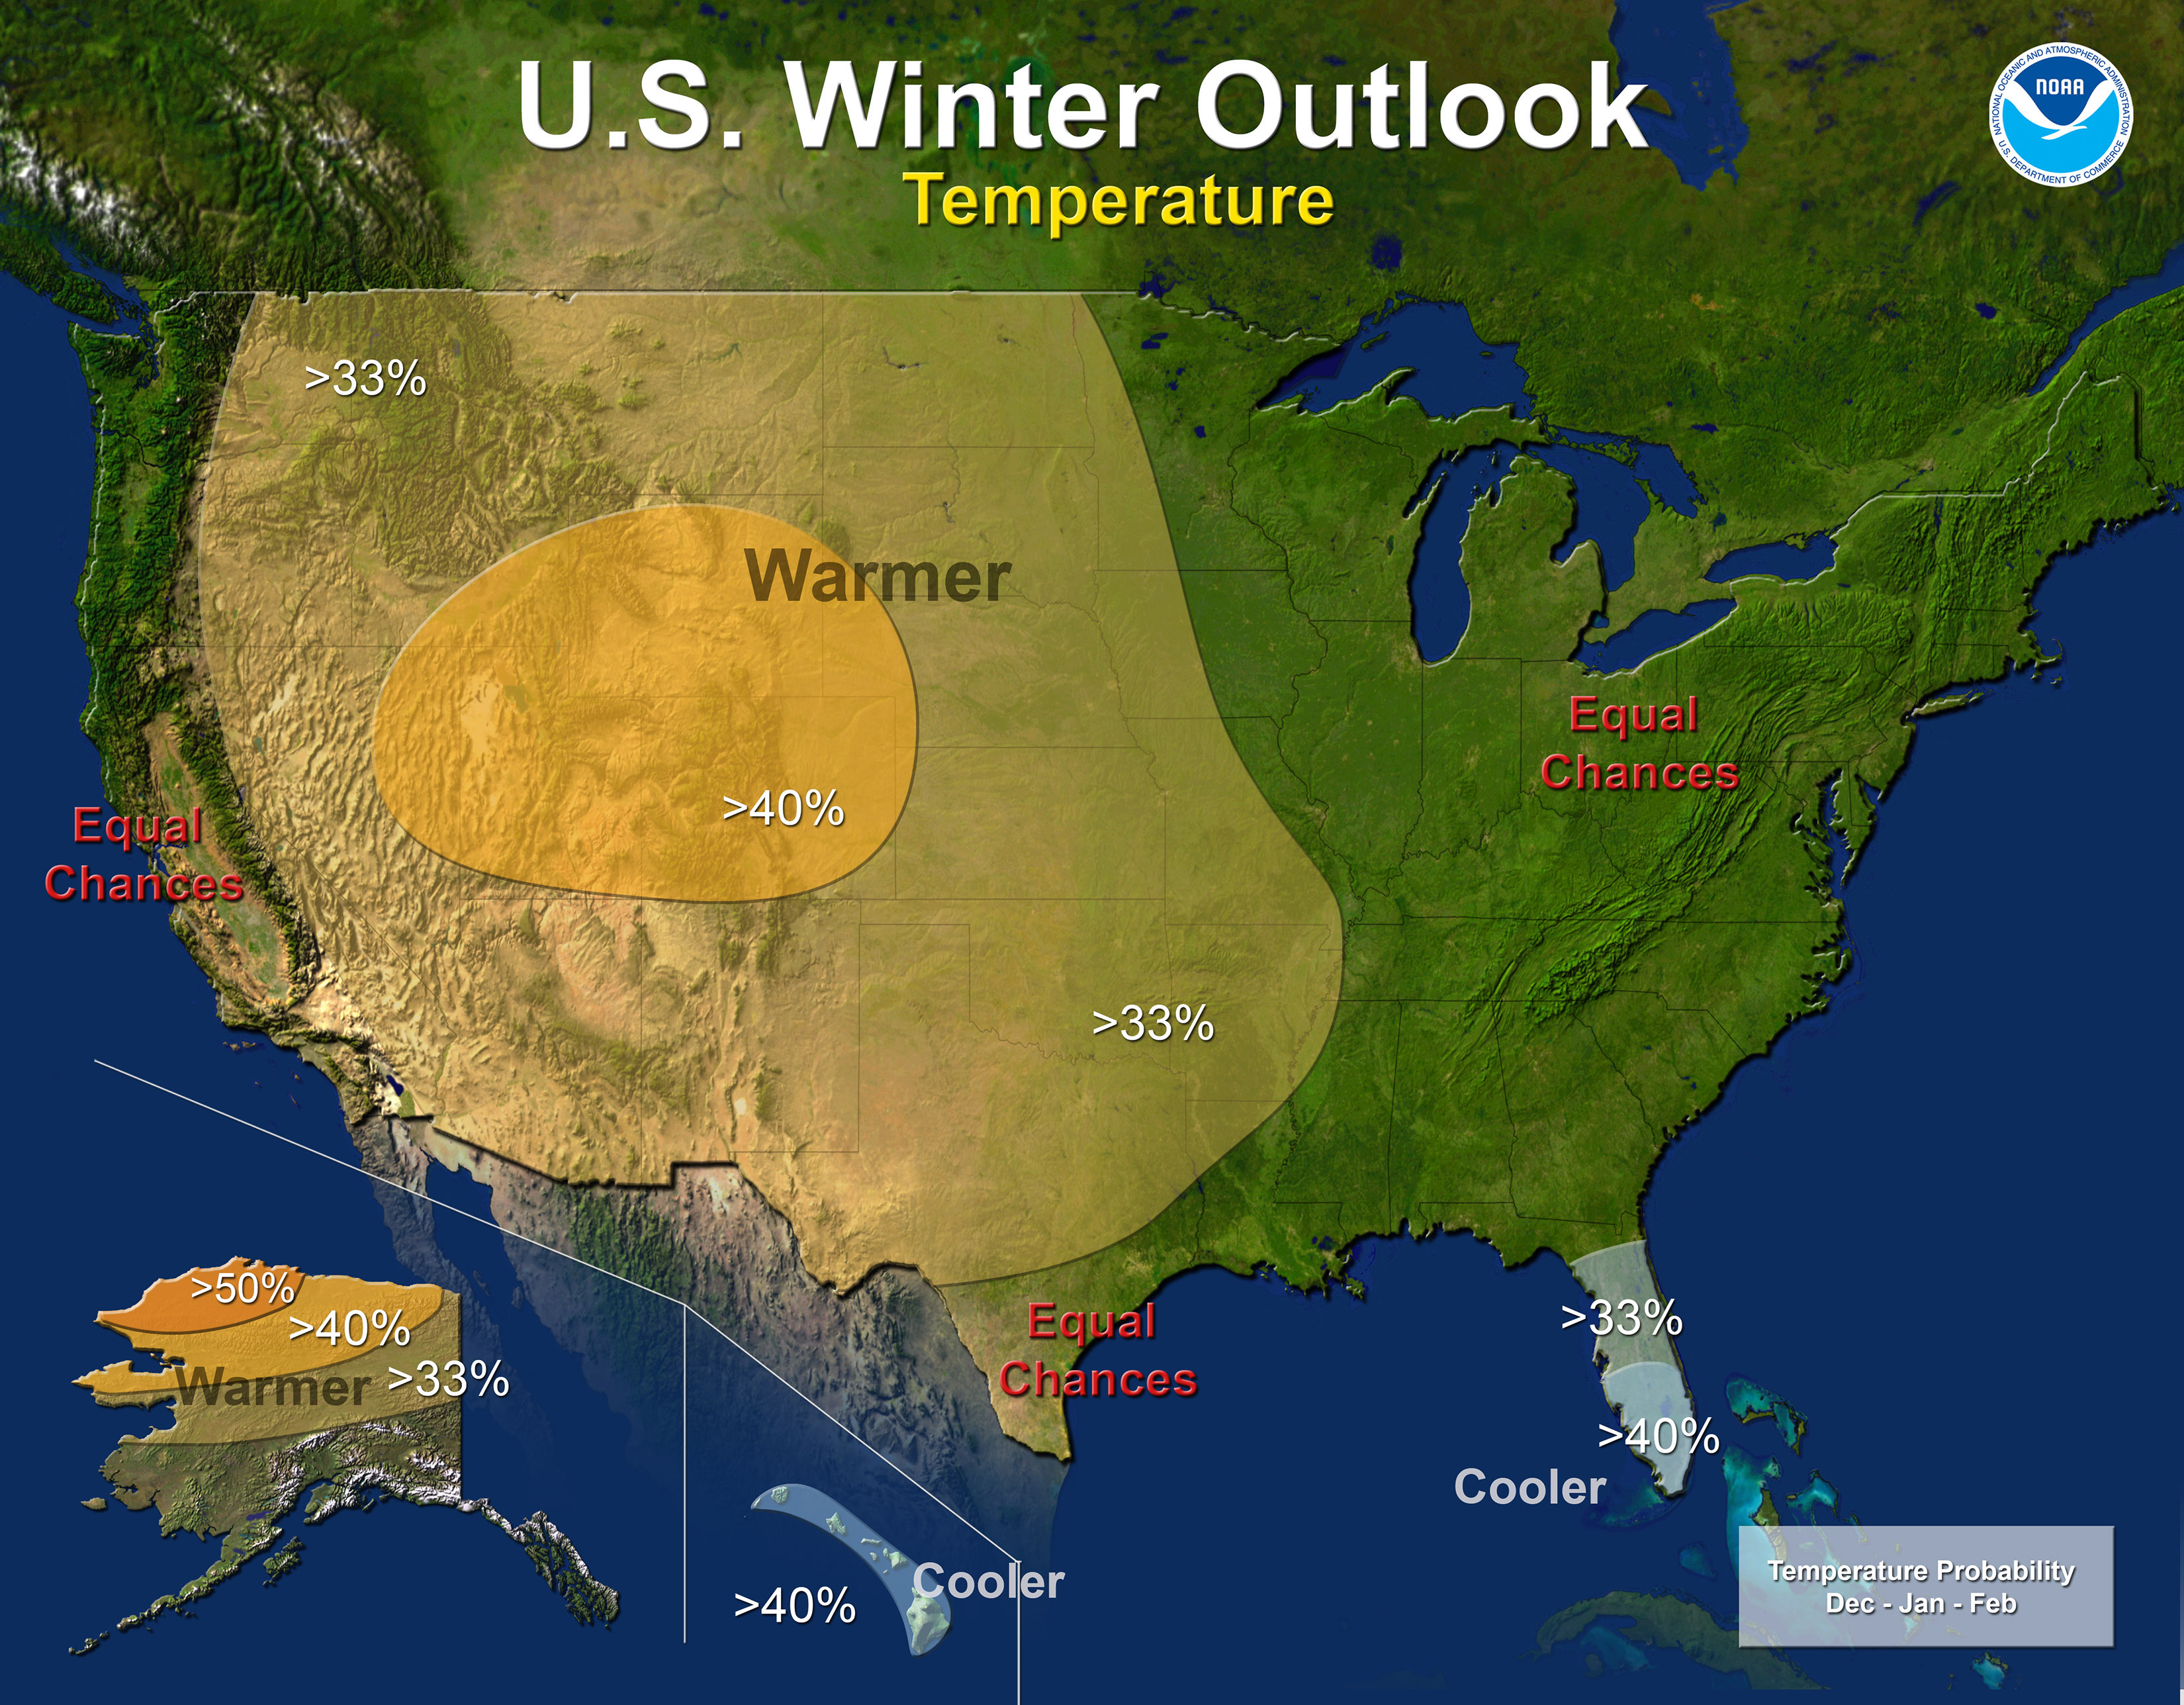 U.S. Winter Outlook
Temperature
NATIONAL OCEANIC AND ATMOSPHERIC ADMINISTRATION
NOAA
U.S. DEPARTMENT OF COMMERCE
>33%
Warmer
>40%
Equal
Chances
Equal
Chances
>33%
>50%
>40%
>33%
Warmer
Equal
Chances
>33%
>40%
Cooler
Cooler
>40%
Temperature Probability
Dec - Jan - Feb